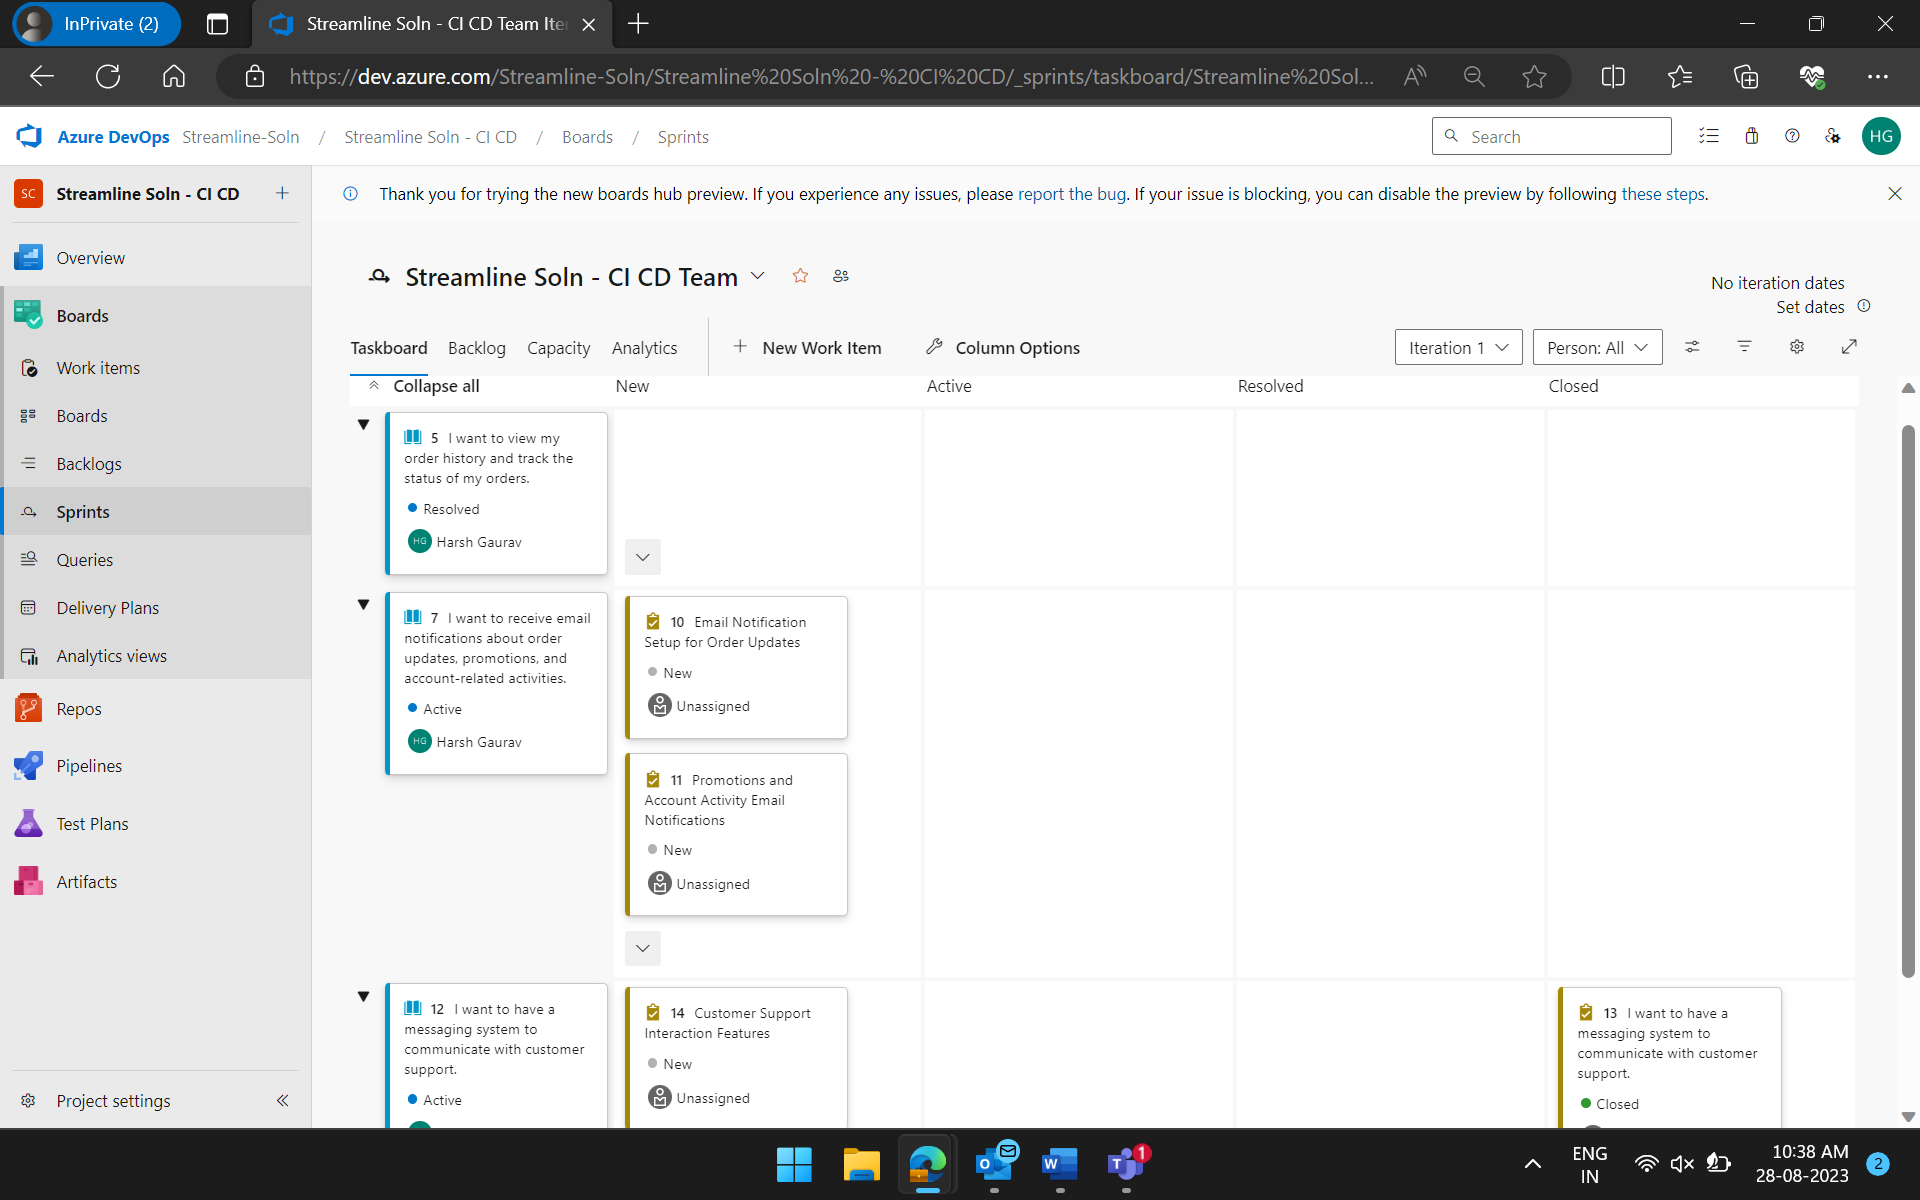 InPrivate (2)
Streamline Soln - CI CD Team Ite
https://dev.azure.com/Streamline-Soln/Streamline%20Soln%20-%20CI%20CD/_sprints/taskboard/Streamline%20Sol...
Azure DevOps Streamline-Soln / Streamline Soln - CI CD / Boards / Sprints
Search
HG
SC Streamline Soln - CI CD
Thank you for trying the new boards hub preview. If you experience any issues, please report the bug. If your issue is blocking, you can disable the preview by following these steps.
Overview
Boards
Work items
Boards
Backlogs
Sprints
Queries
Delivery Plans
Analytics views
Repos
Pipelines
Test Plans
Artifacts
Project settings
Streamline Soln - CI CD Team
No iteration dates
Set dates
Taskboard Backlog Capacity Analytics
New Work Item
Column Options
Iteration 1
Person: All
Collapse all New Active Resolved Closed
5 I want to view my
order history and track the
status of my orders.
Resolved
HG Harsh Gaurav
7 I want to receive email
notifications about order
updates, promotions, and
account-related activities.
Active
HG Harsh Gaurav
10 Email Notification
Setup for Order Updates
New
Unassigned
11 Promotions and
Account Activity Email
Notifications
New
Unassigned
12 I want to have a
messaging system to
communicate with customer
support.
Active
14 Customer Support
Interaction Features
New
Unassigned
13 I want to have a
messaging system to
communicate with customer
support.
Closed
1
ENG
IN
10:38 AM
28-08-2023
2